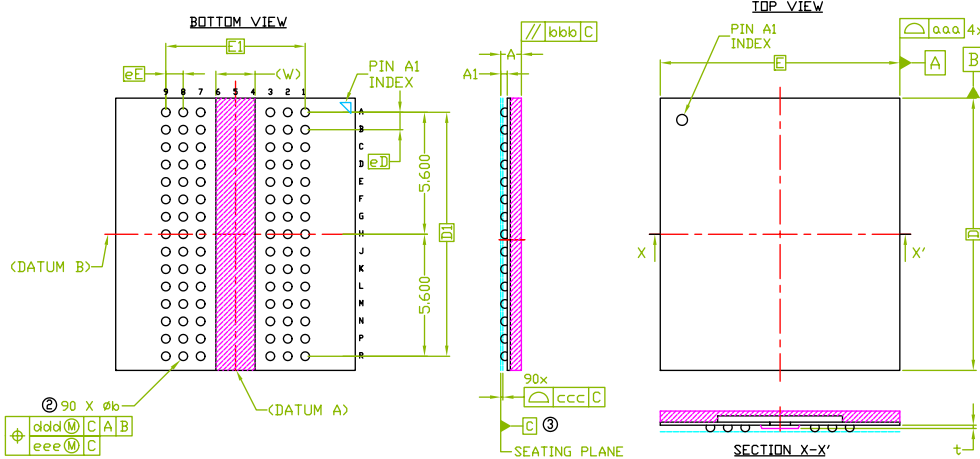 BOTTOM VIEW
E1
eE
(W)
PIN A1
INDEX
9 8 7 6 5 4 3 2 1
A
B
C
D
E
F
G
H
J
K
L
M
N
P
R
eD
5.600
D1
5.600
(DATUM B)
(DATUM A)
② 90 X Øb
⌖ ddd Ⓜ C A B
eee Ⓜ C
// bbb C
A
A1
90x
⌓ ccc C
C ③
SEATING PLANE
TOP VIEW
PIN A1
INDEX
E
⌓ aaa 4x
A
B
D
X
X'
SECTION X-X'
t